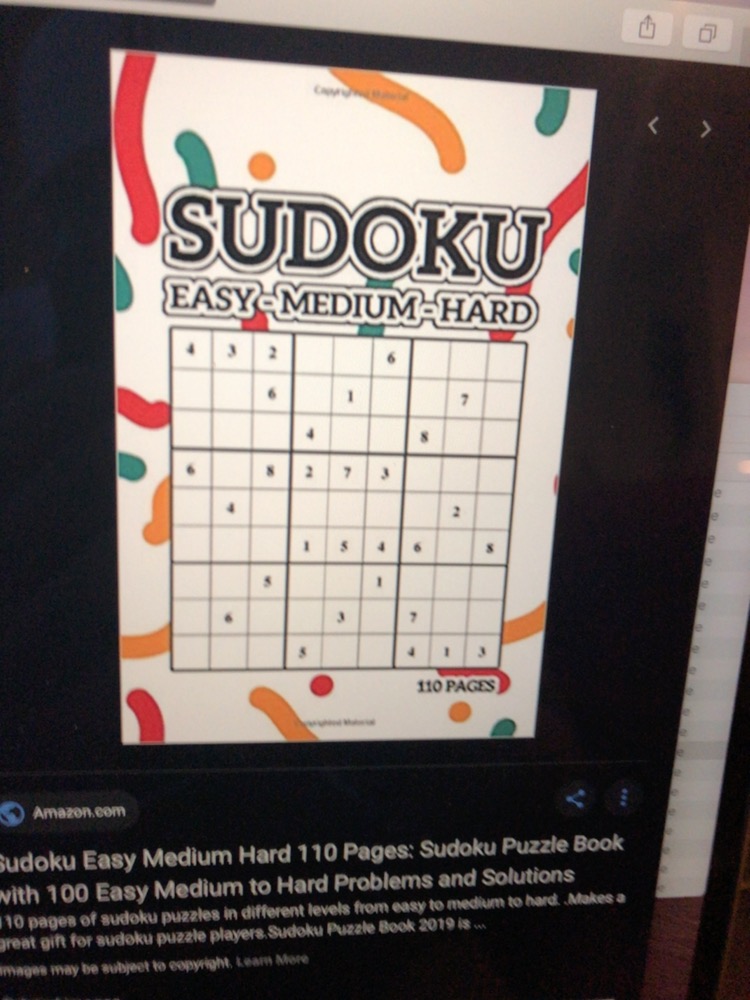 Copyrighted Material
SUDOKU
EASY - MEDIUM - HARD
4 3 2 6
6 1 7
4 8
6 8 2 7 3
4 2
1 5 4 6 8
5 1
6 3 7
5 4 1 3
110 PAGES
Copyrighted Material
Amazon.com
Sudoku Easy Medium Hard 110 Pages: Sudoku Puzzle Book
with 100 Easy Medium to Hard Problems and Solutions
110 pages of sudoku puzzles in different levels from easy to medium to hard. .Makes a
great gift for sudoku puzzle players.Sudoku Puzzle Book 2019 is ...
Images may be subject to copyright. Learn More